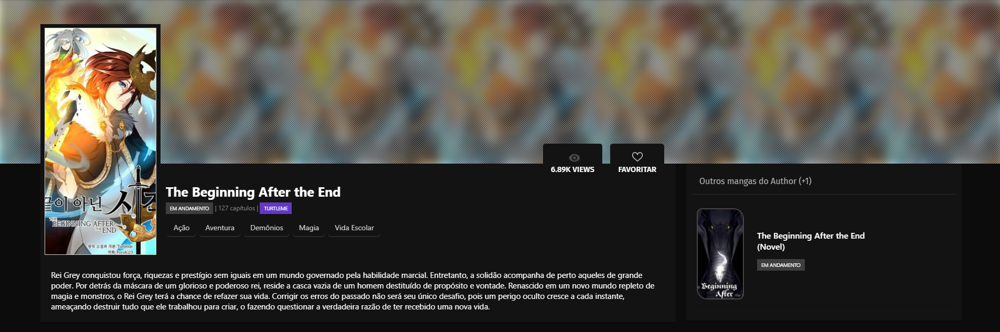 끝이 아닌 시작
THE
BEGINNING AFTER
THE END
원작 소설과 각본:TurtleMe
작화:FuyuKi23
6.89K VIEWS
FAVORITAR
The Beginning After the End
EM ANDAMENTO | 127 capítulos | TURTLEME
Ação Aventura Demônios Magia Vida Escolar
Rei Grey conquistou força, riquezas e prestígio sem iguais em um mundo governado pela habilidade marcial. Entretanto, a solidão acompanha de perto aqueles de grande
poder. Por detrás da máscara de um glorioso e poderoso rei, reside a casca vazia de um homem destituído de propósito e vontade. Renascido em um novo mundo repleto de
magia e monstros, o Rei Grey terá a chance de refazer sua vida. Corrigir os erros do passado não será seu único desafio, pois um perigo oculto cresce a cada instante,
ameaçando destruir tudo que ele trabalhou para criar, o fazendo questionar a verdadeira razão de ter recebido uma nova vida.
Outros mangas do Author (+1)
Beginning
After the
The Beginning After the End
(Novel)
EM ANDAMENTO